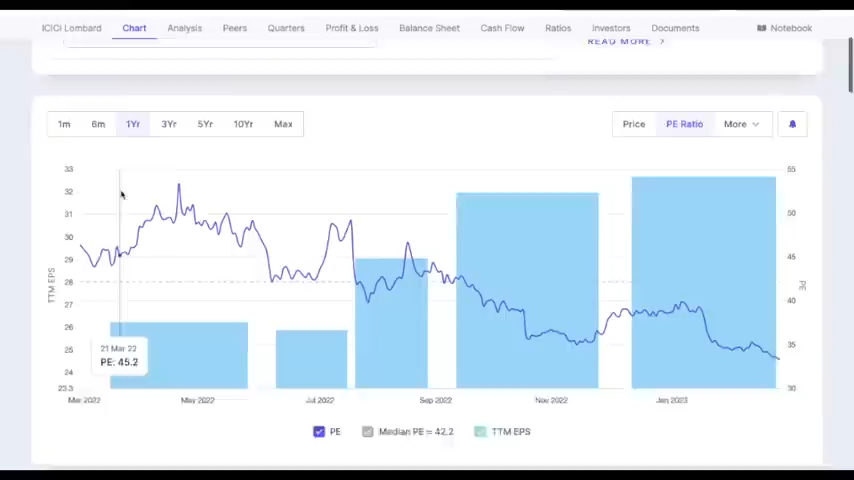 ICICI Lombard Chart Analysis Peers Quarters Profit & Loss Balance Sheet Cash Flow Ratios Investors Documents Notebook
READ MORE
1m 6m 1Yr 3Yr 5Yr 10Yr Max Price PE Ratio More
33 55
32
31 50
30
29 45
28
27 40
26
25 35
24
23.3 30
TTM EPS
PE
21 Mar 22
PE: 45.2
Mar 2022 May 2022 Jul 2022 Sep 2022 Nov 2022 Jan 2023
PE Median PE = 42.2 TTM EPS